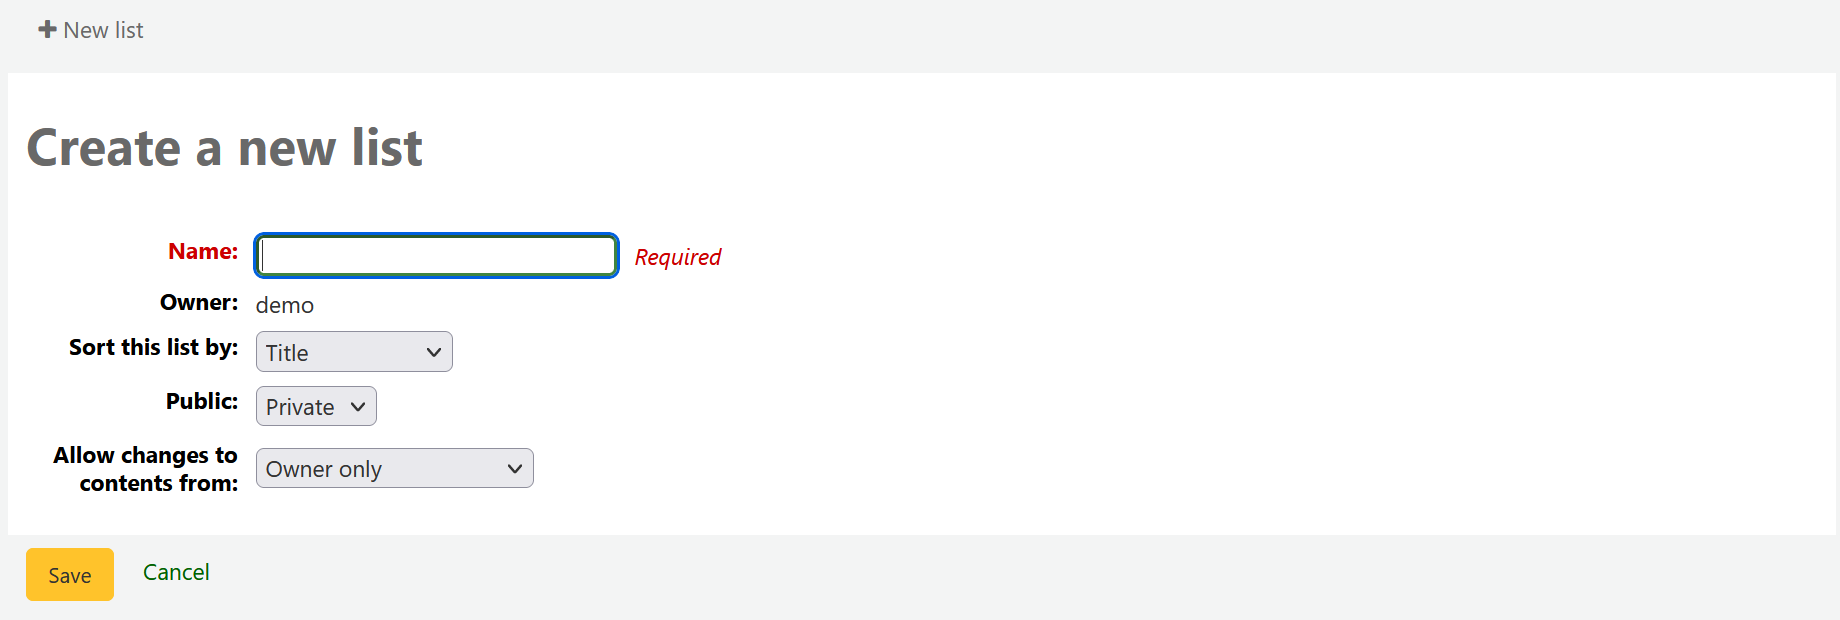 New list
Create a new list
Name: Required
Owner: demo
Sort this list by: Title
Public: Private
Allow changes to
contents from: Owner only
Save Cancel